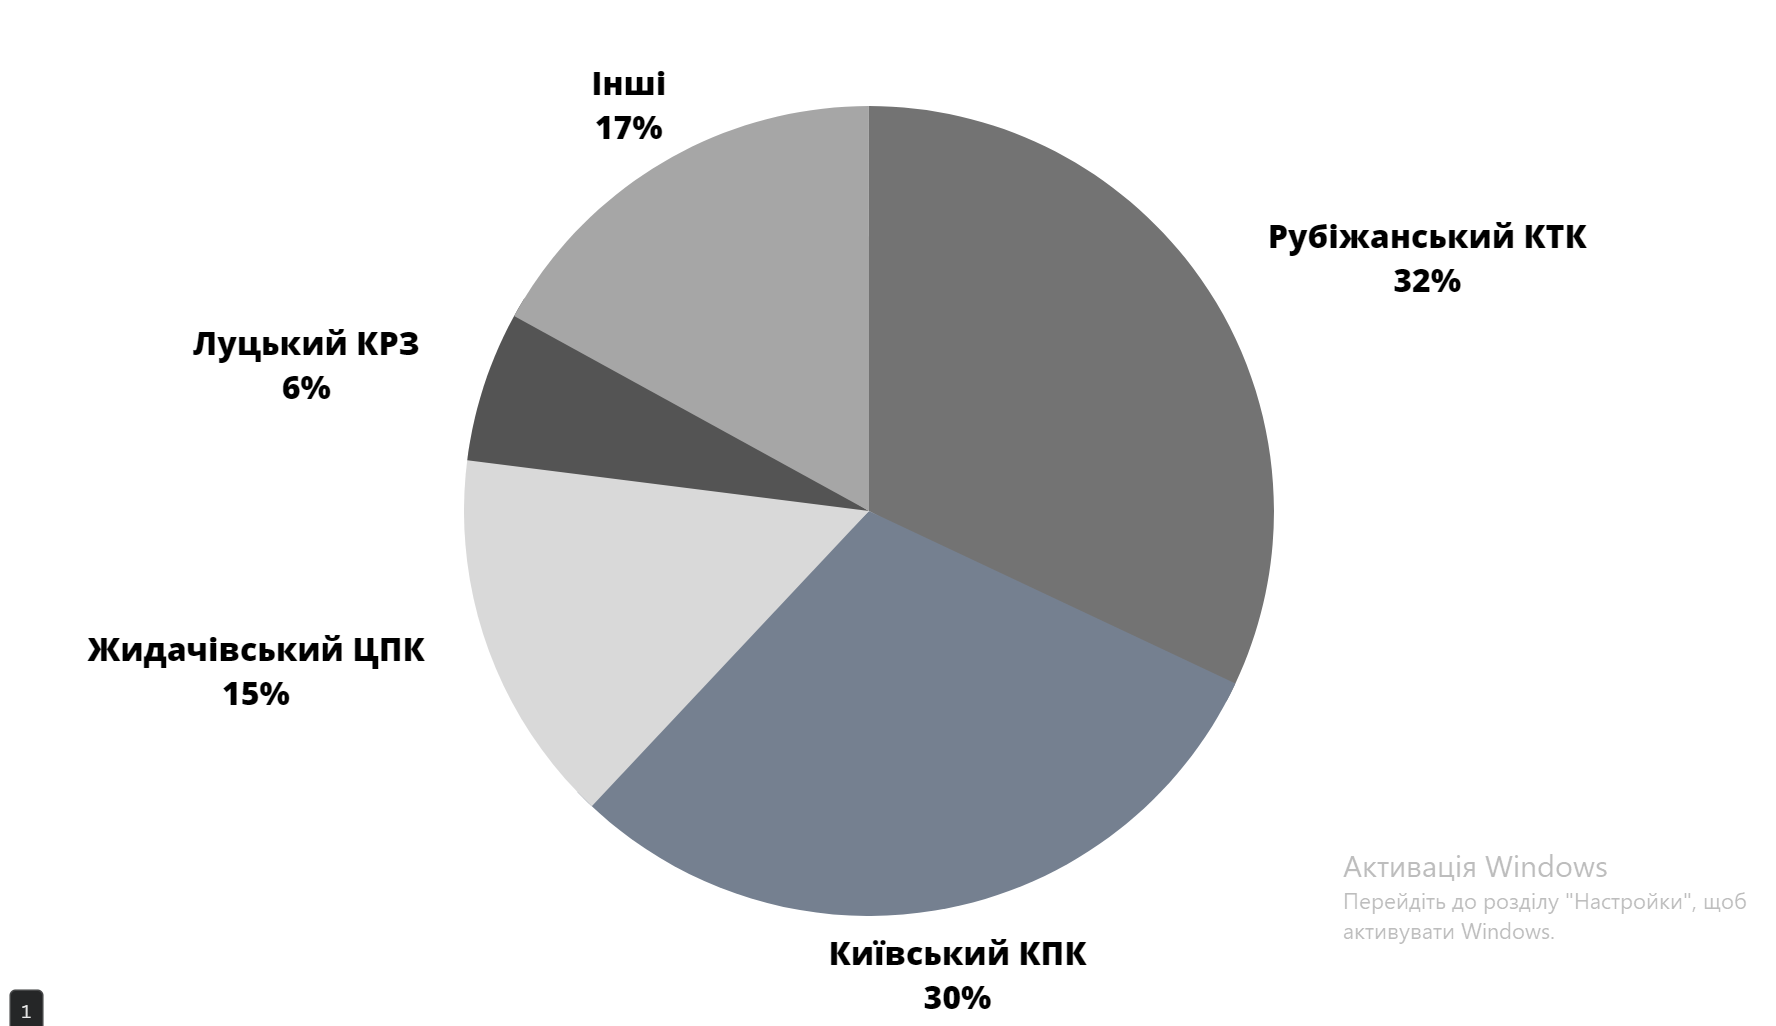 Інші
17%
Рубіжанський КТК
32%
Луцький КРЗ
6%
Жидачівський ЦПК
15%
Київський КПК
30%
Активація Windows
Перейдіть до розділу "Настройки", щоб
активувати Windows.
1